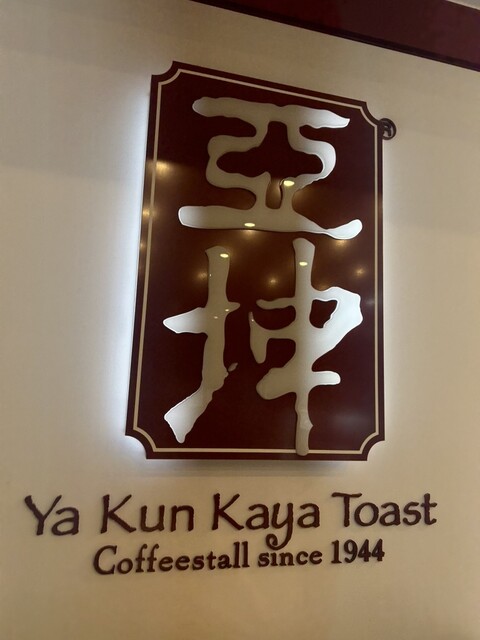 亞
坤
®
Ya Kun Kaya Toast
Coffeestall since 1944